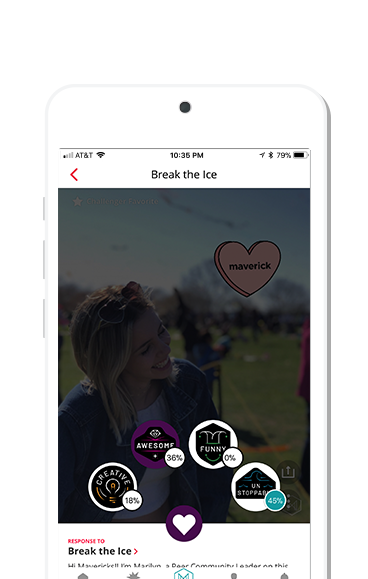 AT&T 10:35 PM 79%
Break the Ice
maverick
AWESOME
36%
FUNNY
0%
CREATIVE
18%
UN
STOPPABLE
45%
RESPONSE TO
Break the Ice >
Hi Mavericks!! I'm Marilyn, a Peer Community Leader on this